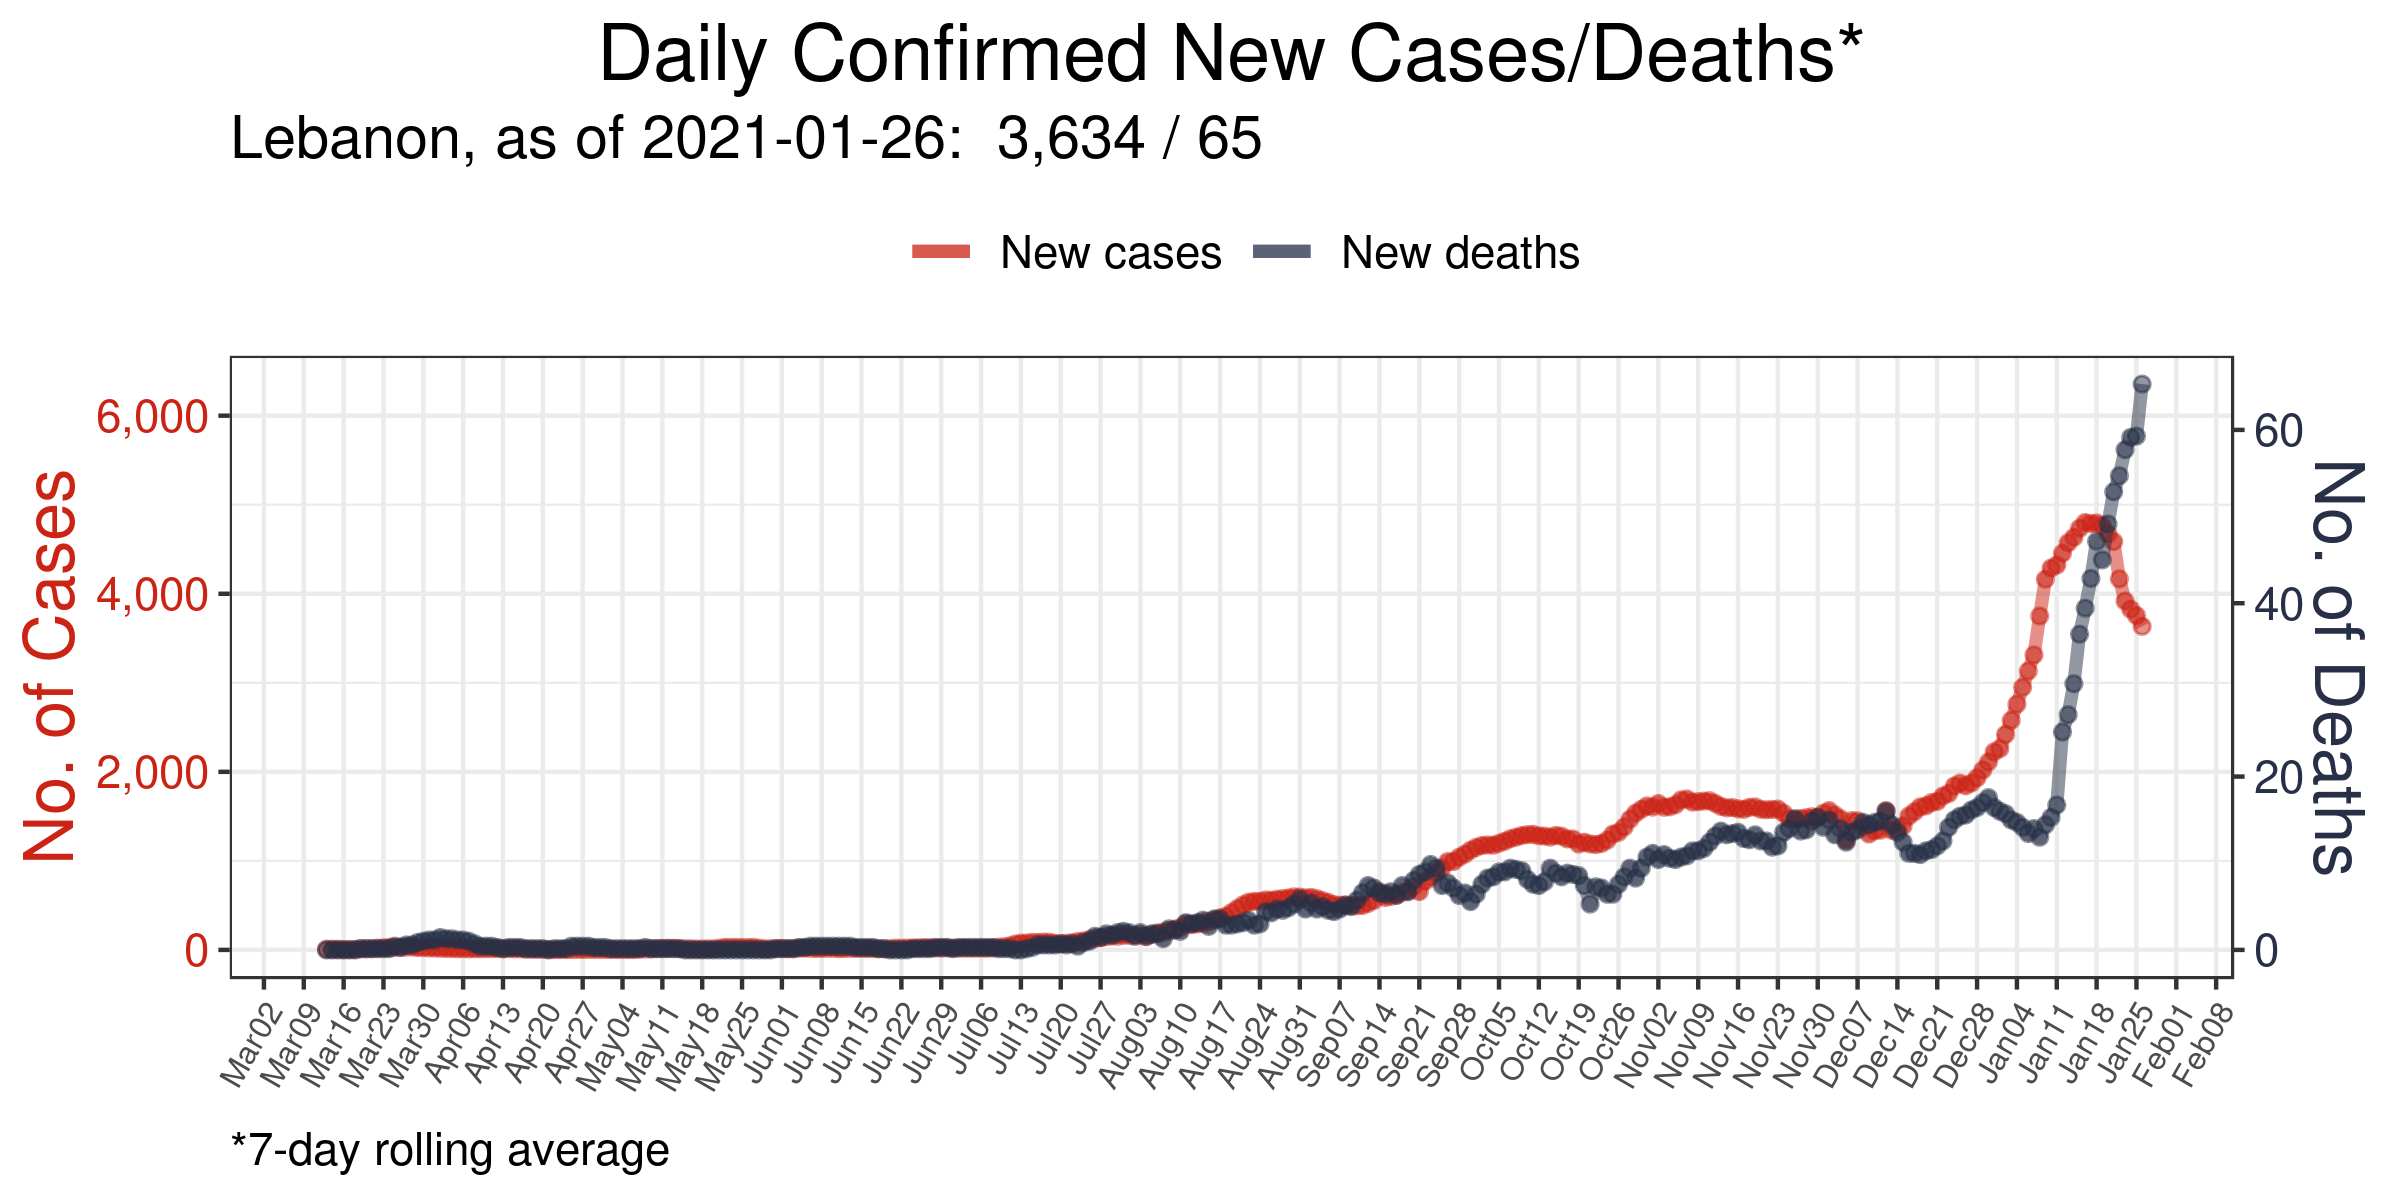 Daily Confirmed New Cases/Deaths*
Lebanon, as of 2021-01-26:  3,634 / 65
New cases
New deaths
No. of Cases
6,000
4,000
2,000
0
60
40
20
0
No. of Deaths
Mar02
Mar09
Mar16
Mar23
Mar30
Apr06
Apr13
Apr20
Apr27
May04
May11
May18
May25
Jun01
Jun08
Jun15
Jun22
Jun29
Jul06
Jul13
Jul20
Jul27
Aug03
Aug10
Aug17
Aug24
Aug31
Sep07
Sep14
Sep21
Sep28
Oct05
Oct12
Oct19
Oct26
Nov02
Nov09
Nov16
Nov23
Nov30
Dec07
Dec14
Dec21
Dec28
Jan04
Jan11
Jan18
Jan25
Feb01
Feb08
*7-day rolling average